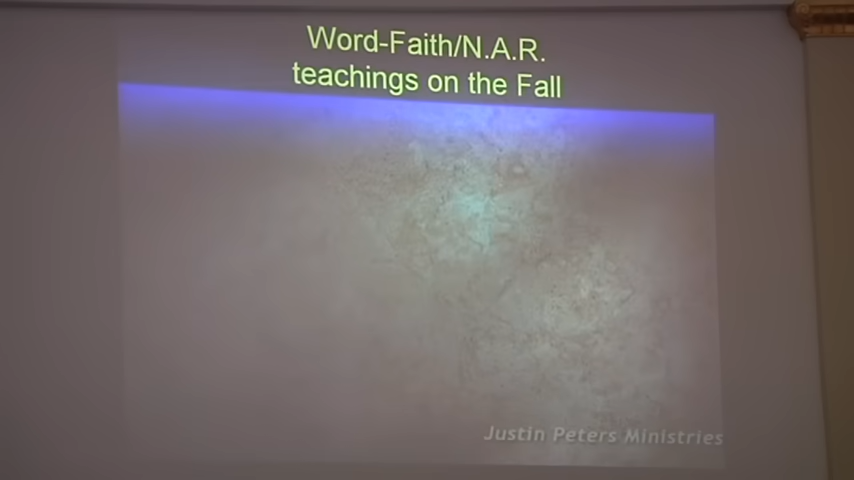 Word-Faith/N.A.R.
teachings on the Fall
Justin Peters Ministries